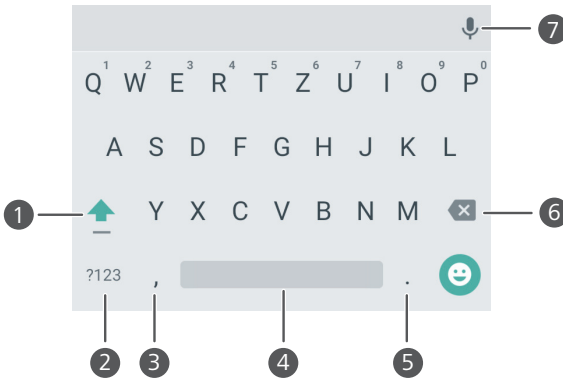 7
1 2 3 4 5 6 7 8 9 0
Q W E R T Z U I O P
A S D F G H J K L
1 Y X C V B N M 6
?123 , .
2 3 4 5